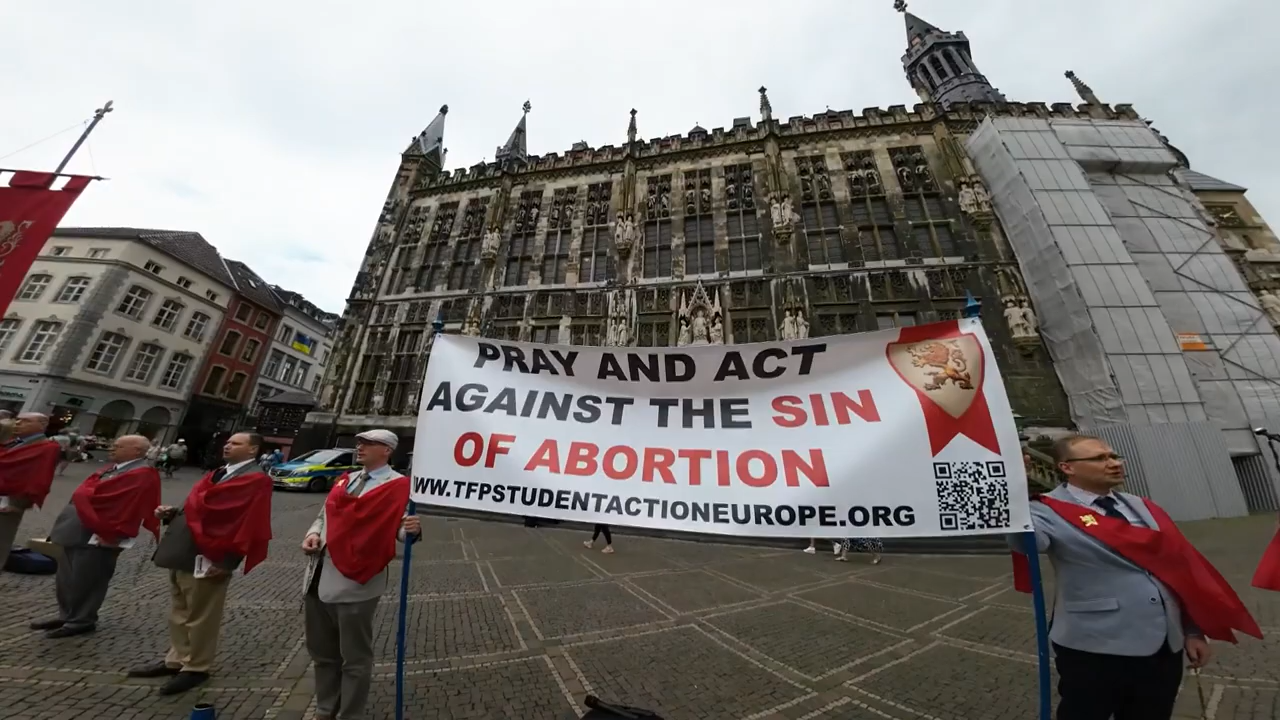 PRAY AND ACT
AGAINST THE SIN
OF ABORTION
WWW.TFPSTUDENTACTIONEUROPE.ORG